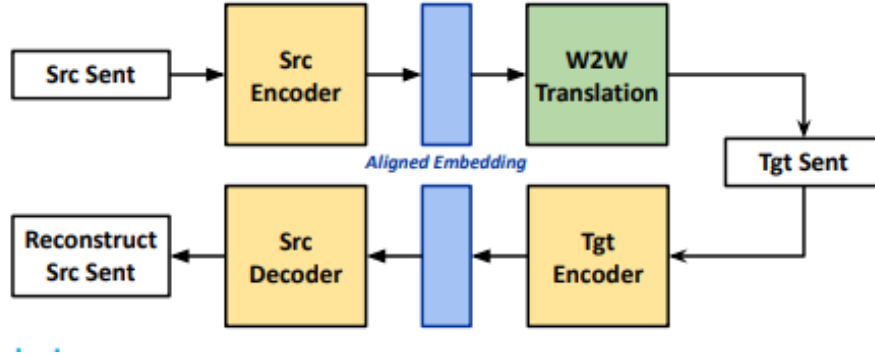 Src Sent
Src
Encoder
W2W
Translation
Aligned Embedding
Tgt Sent
Reconstruct
Src Sent
Src
Decoder
Tgt
Encoder